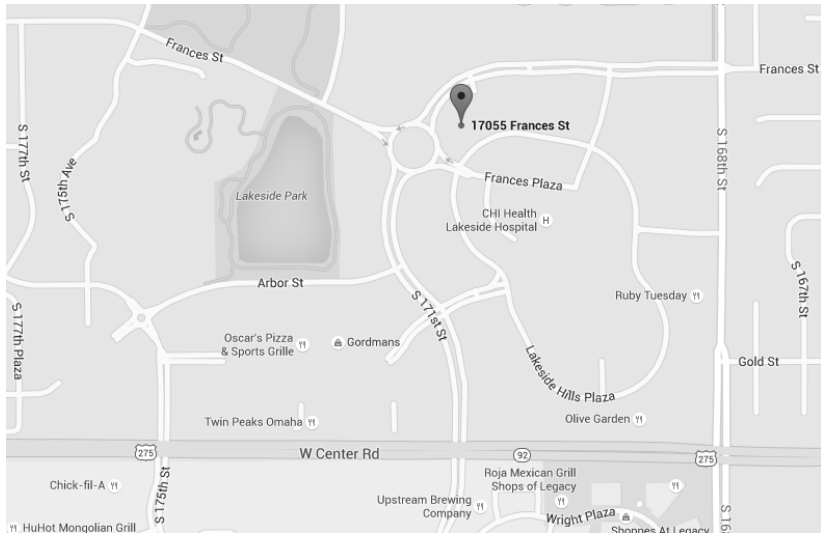 Frances St
Frances St
17055 Frances St
S 177th St
S 175th Ave
S 168th St
Lakeside Park
Frances Plaza
CHI Health
Lakeside Hospital
H
Arbor St
S 171st St
S 167th St
Ruby Tuesday
S 177th Plaza
Oscar's Pizza
& Sports Grille
Gordmans
Gold St
Lakeside Hills Plaza
Twin Peaks Omaha
Olive Garden
275
W Center Rd
92
275
Chick-fil-A
S 175th St
Roja Mexican Grill
Shops of Legacy
Upstream Brewing
Company
Wright Plaza
HuHot Mongolian Grill
Shoppes At Legacy